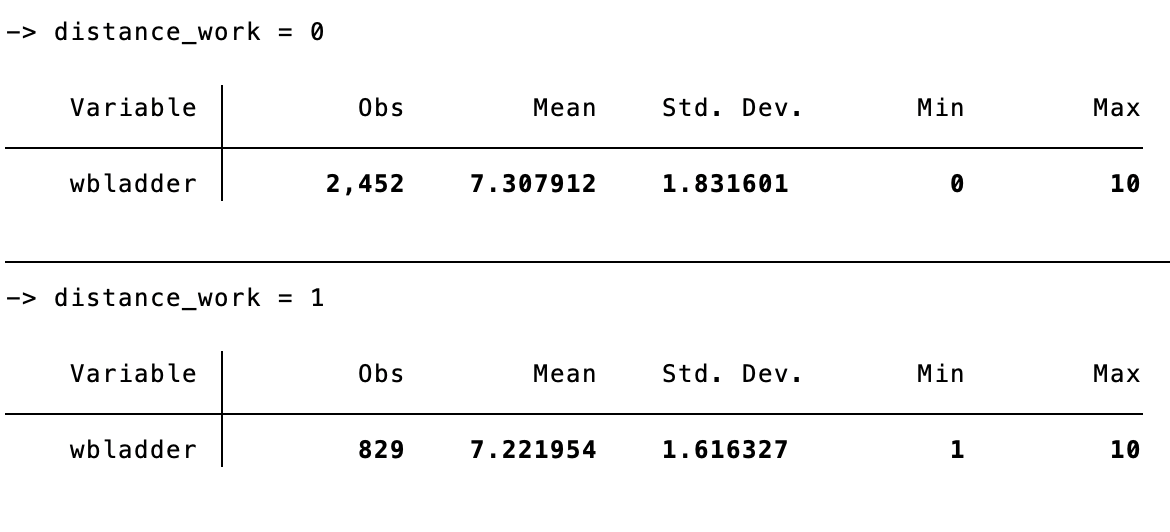 -> distance_work = 0
Variable Obs Mean Std. Dev. Min Max
wbladder 2,452 7.307912 1.831601 0 10
-> distance_work = 1
Variable Obs Mean Std. Dev. Min Max
wbladder 829 7.221954 1.616327 1 10